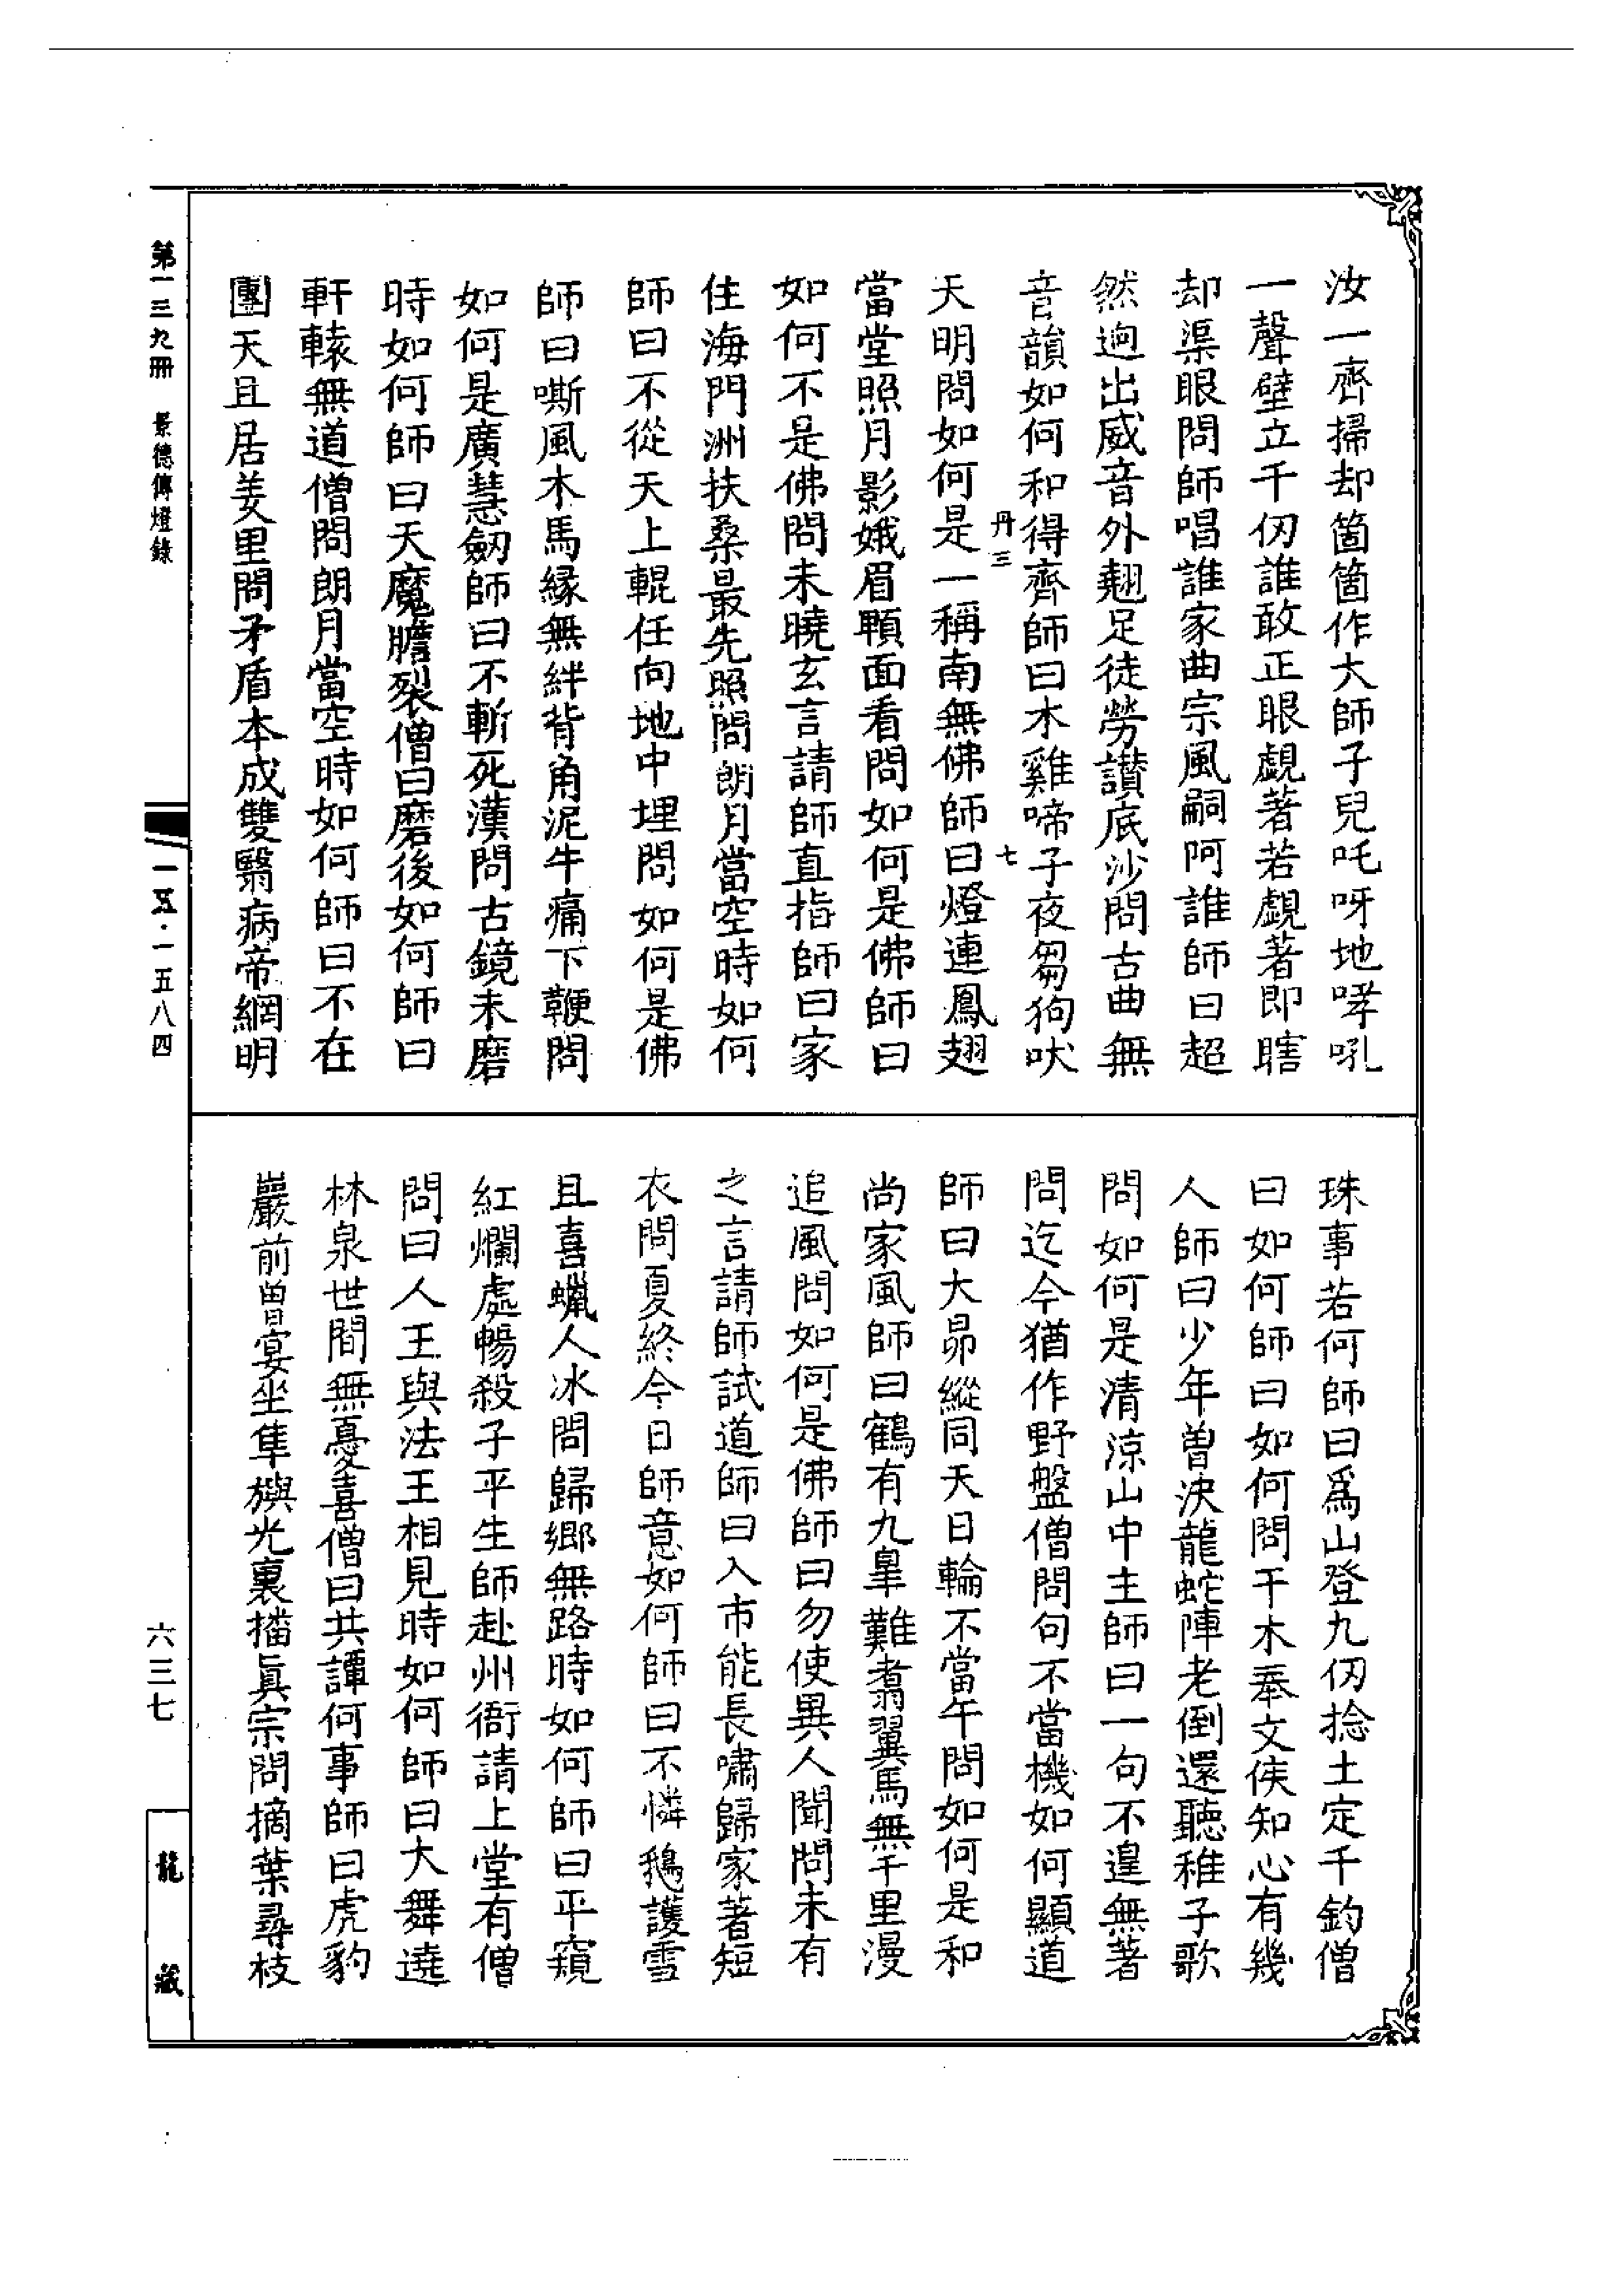 汝一齊掃却箇箇作大師子兒吒呀地哮吼
一聲壁立千仞誰敢正眼覷著若覷著即瞎
却渠眼問師唱誰家曲宗風嗣阿誰師曰超
然迥出威音外翹足徒勞讚底沙問古曲無
音韻如何和得齊師曰木雞啼子夜芻狗吠
丹三 七
天明問如何是一稱南無佛師曰燈連鳳翅
當堂照月影娥眉䫌面看問如何是佛師曰
如何不是佛問未曉玄言請師直指師曰家
住海門洲扶桑最先照問朗月當空時如何
師曰不從天上輥任向地中埋問如何是佛
師曰嘶風木馬緣無絆背角泥牛痛下鞭問
如何是廣慧劒師曰不斬死漢問古鏡未磨
時如何師曰天魔膽裂僧曰磨後如何師曰
軒轅無道僧問朗月當空時如何師曰不在
團天且居姜里問矛盾本成雙翳病帝網明
珠事若何師曰爲山登九仞捻土定千鈞僧
曰如何師曰如何問干木奉文侯知心有幾
人師曰少年曾決龍蛇陣老倒還聽稚子歌
問如何是清涼山中主師曰一句不遑無著
問迄今猶作野盤僧問句不當機如何顯道
師曰大昴縱同天日輪不當午問如何是和
尚家風師曰鶴有九臯難翥翼馬無千里漫
追風問如何是佛師曰勿使異人聞問未有
之言請師試道師曰入市能長嘯歸家著短
衣問夏終今日師意如何師曰不憐鵝護雪
且喜蠟人冰問歸鄉無路時如何師曰平窺
紅爛處暢殺子平生師赴州衙請上堂有僧
問曰人王與法王相見時如何師曰大舞遶
林泉世間無憂喜僧曰共譚何事師曰虎豹
巖前曾宴坐隼旟光裏播眞宗問摘葉尋枝
第一三九冊 景德傳燈錄
一五·一五八四
六三七
龍藏